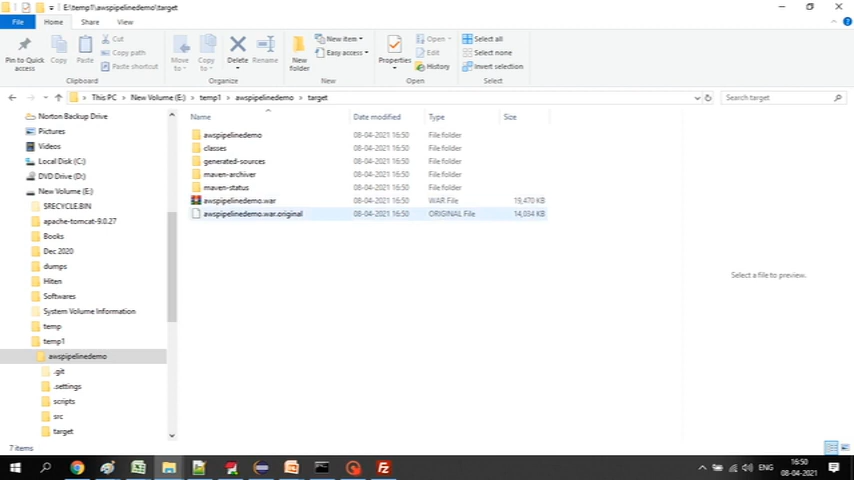 E:\temp1\awspipelinedemo\target
File Home Share View
Pin to Quick access
Copy
Paste
Cut
Copy path
Paste shortcut
Clipboard
Move to
Copy to
Delete
Rename
Organize
New folder
New item
Easy access
New
Properties
Open
Edit
History
Open
Select all
Select none
Invert selection
Select
This PC New Volume (E:) temp1 awspipelinedemo target
Search target
Norton Backup Drive
Pictures
Videos
Local Disk (C:)
DVD Drive (D:)
New Volume (E:)
$RECYCLE.BIN
apache-tomcat-9.0.27
Books
Dec 2020
dumps
Hiten
Softwares
System Volume Information
temp
temp1
awspipelinedemo
.git
.settings
scripts
src
target
Name Date modified Type Size
awspipelinedemo 08-04-2021 16:50 File folder
classes 08-04-2021 16:50 File folder
generated-sources 08-04-2021 16:50 File folder
maven-archiver 08-04-2021 16:50 File folder
maven-status 08-04-2021 16:50 File folder
awspipelinedemo.war 08-04-2021 16:50 WAR File 19,470 KB
awspipelinedemo.war.original 08-04-2021 16:50 ORIGINAL File 14,034 KB
Select a file to preview.
7 items
ENG
16:50
08-04-2021